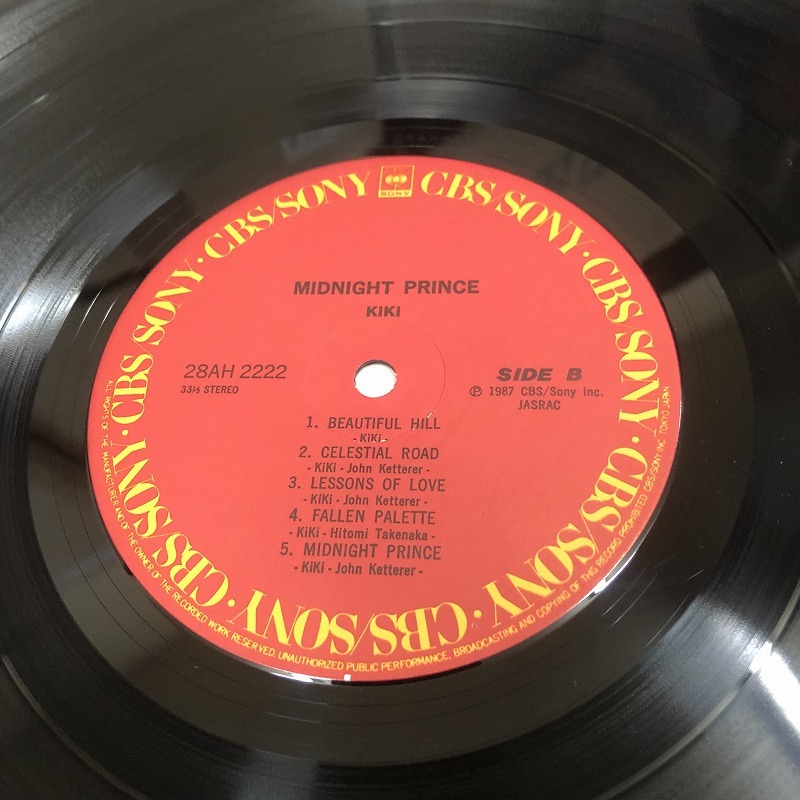 CBS/SONY · CBS/SONY · CBS/SONY · CBS/SONY · CBS/SONY · CBS/SONY · CBS/SONY · CBS/SONY
SONY
MIDNIGHT PRINCE
KiKi
28AH 2222
33⅓ STEREO
SIDE B
Ⓟ 1987 CBS/Sony Inc.
JASRAC
1. BEAUTIFUL HILL
- KiKi -
2. CELESTIAL ROAD
- KiKi - John Ketterer -
3. LESSONS OF LOVE
- KiKi - John Ketterer -
4. FALLEN PALETTE
- KiKi - Hitomi Takenaka -
5. MIDNIGHT PRINCE
- KiKi - John Ketterer -
ALL RIGHTS OF THE MANUFACTURER AND OF THE OWNER OF THE RECORDED WORK RESERVED. UNAUTHORIZED PUBLIC PERFORMANCE, BROADCASTING AND COPYING OF THIS RECORD PROHIBITED CBS/SONY INC. TOKYO JAPAN